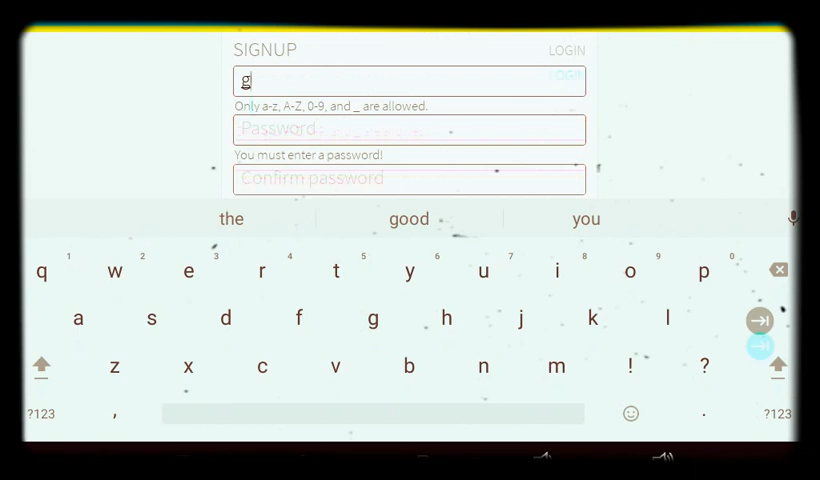 SIGNUP LOGIN
LOGIN
g
Only a-z, A-Z, 0-9, and _ are allowed.
Password
You must enter a password!
Confirm password
the good you
1 2 3 4 5 6 7 8 9 0
q w e r t y u i o p
a s d f g h j k l
z x c v b n m ! ?
?123 , . ?123